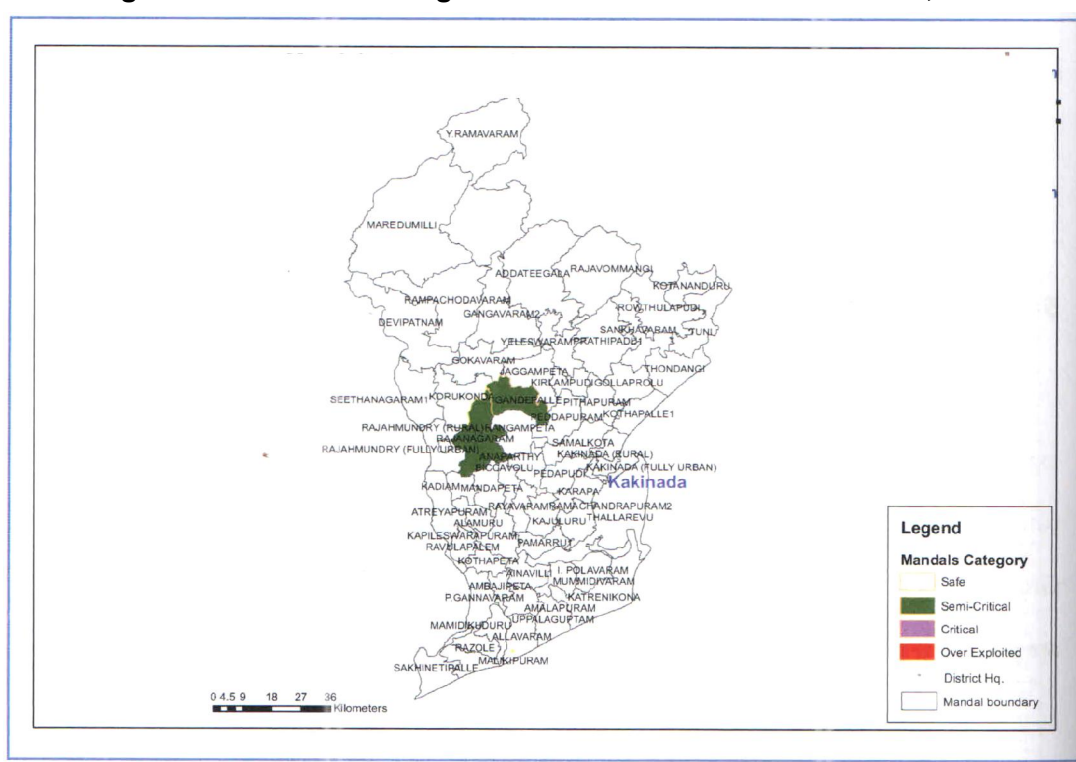 Y.RAMAVARAM
MAREDUMILLI
ADDATEEGALA
RAJAVOMMANGI
KOTANANDURU
RAMPACHODAVARAM
ROWTHULAPUDI
GANGAVARAM2
DEVIPATNAM
SANKHAVARAM
TUNI
YELESWARAM
PRATHIPADU1
GOKAVARAM
THONDANGI
JAGGAMPETA
KIRLAMPUDI
GOLLAPROLU
SEETHANAGARAM1
KORUKONDA
GANDEPALLE
PITHAPURAM
PEDDAPURAM
KOTHAPALLE1
RAJAHMUNDRY (RURAL)
RANGAMPETA
RAJANAGARAM
SAMALKOTA
RAJAHMUNDRY (FULLY URBAN)
ANAPARTHY
KAKINADA (RURAL)
BICCAVOLU
KAKINADA (FULLY URBAN)
PEDAPUDI
Kakinada
KADIAM
MANDAPETA
KARAPA
RAYAVARAM
RAMACHANDRAPURAM2
ATREYAPURAM
ALAMURU
KAJULURU
THALLAREVU
KAPILESWARAPURAM
RAVULAPALEM
PAMARRU1
KOTHAPETA
AINAVILLI
I. POLAVARAM
AMBAJIPETA
MUMMIDIVARAM
P.GANNAVARAM
KATRENIKONA
AMALAPURAM
UPPALAGUPTAM
MAMIDIKUDURU
ALLAVARAM
RAZOLE
MALIKIPURAM
SAKHINETIPALLE
0 4.5 9 18 27 36
Kilometers
Legend
Mandals Category
Safe
Semi-Critical
Critical
Over Exploited
District Hq.
Mandal boundary